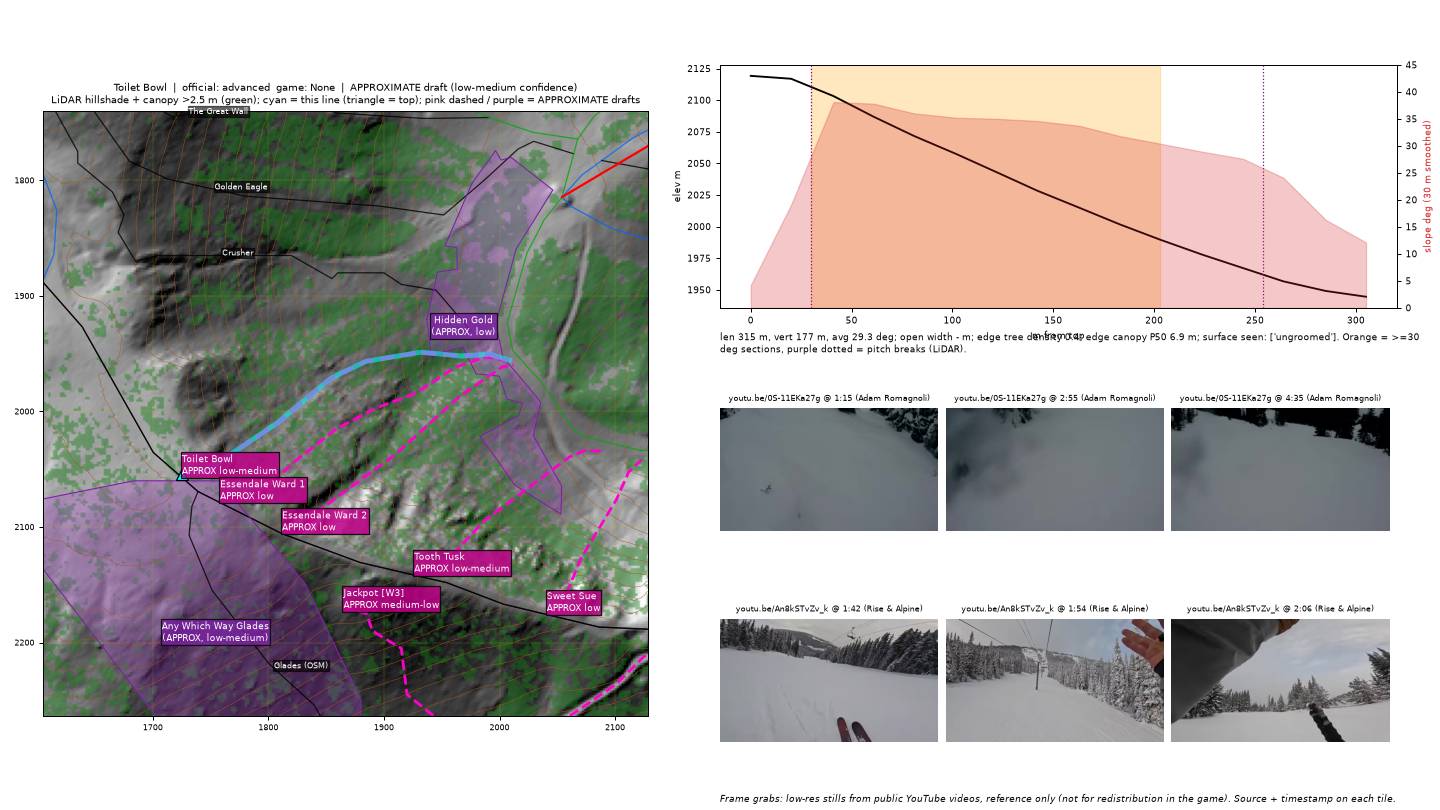 Toilet Bowl | official: advanced game: None | APPROXIMATE draft (low-medium confidence)
LiDAR hillshade + canopy >2.5 m (green); cyan = this line (triangle = top); pink dashed / purple = APPROXIMATE drafts
The Great Wall
Golden Eagle
Crusher
Hidden Gold
(APPROX, low)
Toilet Bowl
APPROX low-medium
Essendale Ward 1
APPROX low
Essendale Ward 2
APPROX low
Tooth Tusk
APPROX low-medium
Jackpot [W3]
APPROX medium-low
Sweet Sue
APPROX low
Any Which Way Glades
(APPROX, low-medium)
Glades (OSM)
1800
1900
2000
2100
2200
1700
1800
1900
2000
2100
2125
2100
2075
2050
2025
2000
1975
1950
elev m
45
40
35
30
25
20
15
10
5
0
slope deg (30 m smoothed)
0
50
100
150
200
250
300
len 315 m, vert 177 m, avg 29.3 deg; open width - m; edge tree density 0.4, edge canopy P50 6.9 m; surface seen: ['ungroomed']. Orange = >=30
deg sections, purple dotted = pitch breaks (LiDAR).
youtu.be/0S-11EKa27g @ 1:15 (Adam Romagnoli)
youtu.be/0S-11EKa27g @ 2:55 (Adam Romagnoli)
youtu.be/0S-11EKa27g @ 4:35 (Adam Romagnoli)
youtu.be/An8kSTvZv_k @ 1:42 (Rise & Alpine)
youtu.be/An8kSTvZv_k @ 1:54 (Rise & Alpine)
youtu.be/An8kSTvZv_k @ 2:06 (Rise & Alpine)
Frame grabs: low-res stills from public YouTube videos, reference only (not for redistribution in the game). Source + timestamp on each tile.